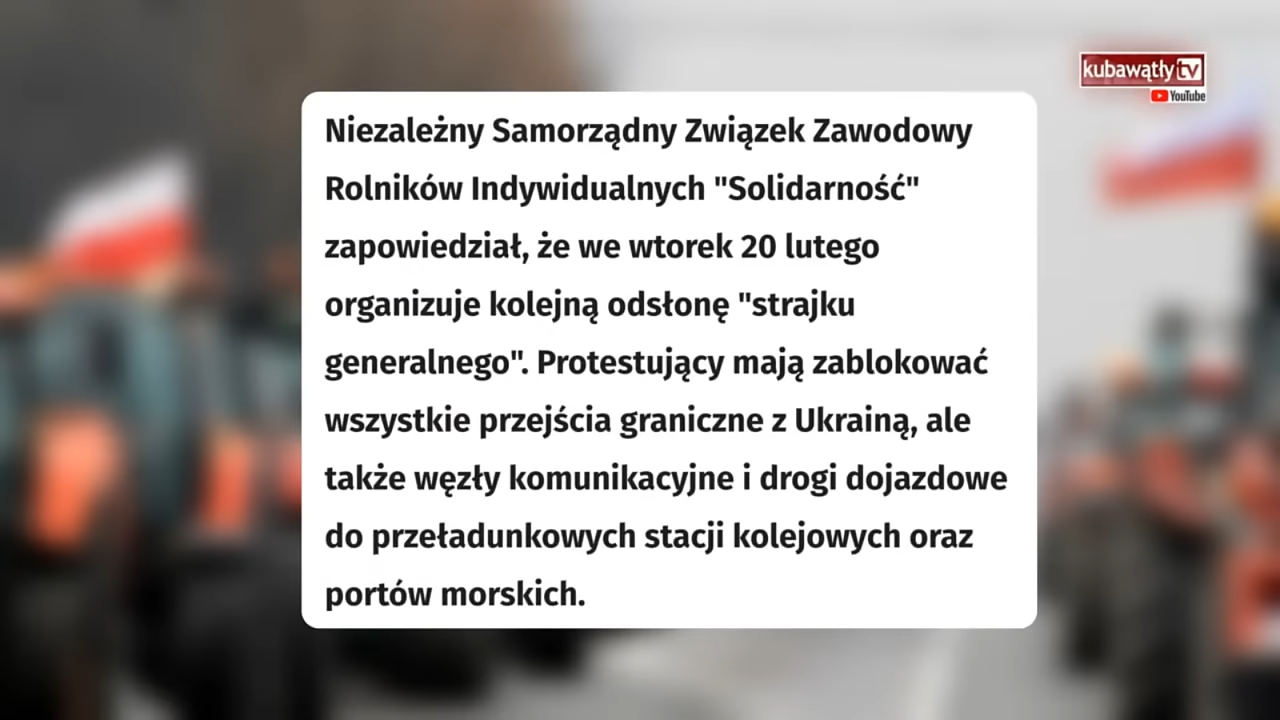 kubawątły tv
YouTube
Niezależny Samorządny Związek Zawodowy
Rolników Indywidualnych "Solidarność"
zapowiedział, że we wtorek 20 lutego
organizuje kolejną odsłonę "strajku
generalnego". Protestujący mają zablokować
wszystkie przejścia graniczne z Ukrainą, ale
także węzły komunikacyjne i drogi dojazdowe
do przeładunkowych stacji kolejowych oraz
portów morskich.